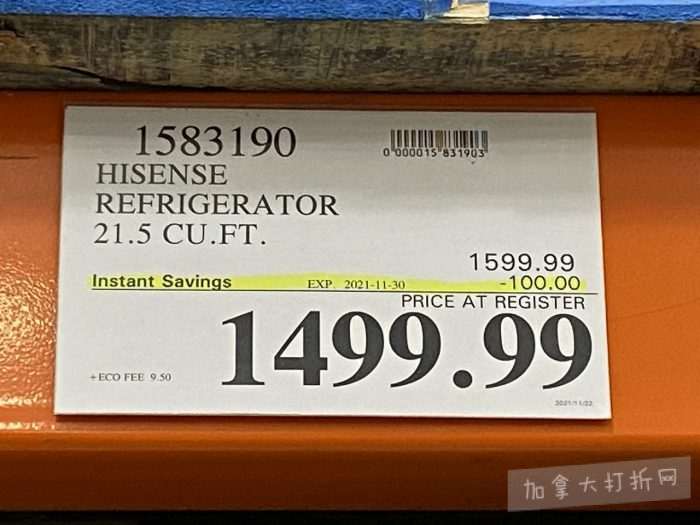 1583190
0 000015 831903
HISENSE
REFRIGERATOR
21.5 CU.FT.
1599.99
Instant Savings EXP. 2021-11-30 -100.00
PRICE AT REGISTER
1499.99
+ECO FEE 9.50
2021/11/22
加拿大打折网